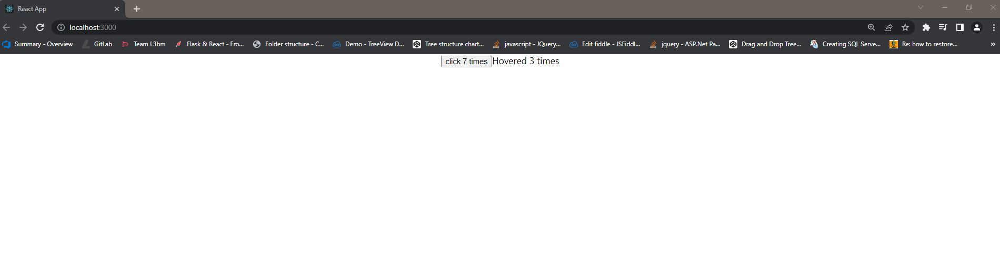 React App
localhost:3000
Summary - Overview GitLab Team L3bm Flask & React - Fro... Folder structure - C... Demo - TreeView D... Tree structure chart... javascript - JQuery... Edit fiddle - JSFiddl... jquery - ASP.Net Pa... Drag and Drop Tree... Creating SQL Serve... Re: how to restore... »
click 7 times Hovered 3 times